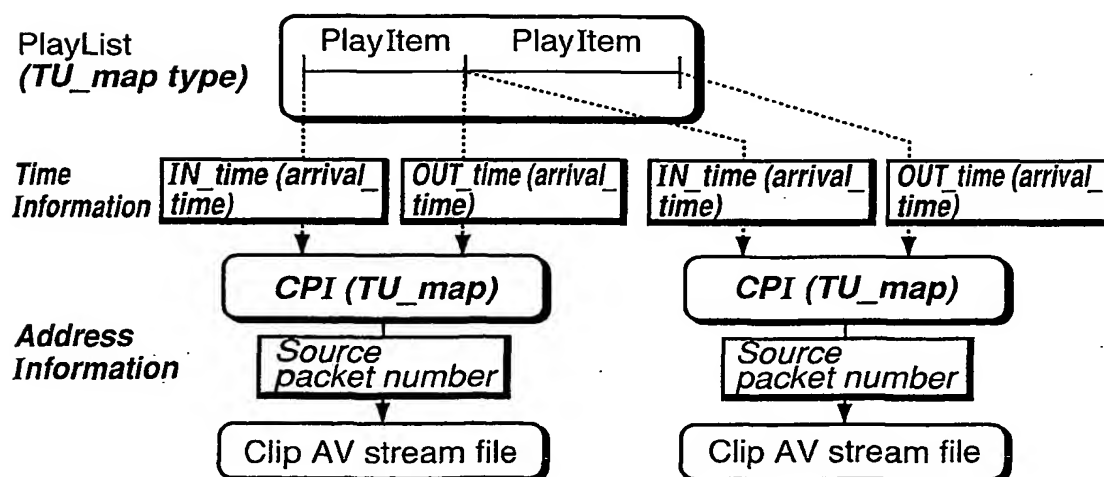 PlayList
(TU_map type)
PlayItem PlayItem
Time
Information
IN_time (arrival_
time)
OUT_time (arrival_
time)
IN_time (arrival_
time)
OUT_time (arrival_
time)
CPI (TU_map)
CPI (TU_map)
Address
Information
Source
packet number
Source
packet number
Clip AV stream file
Clip AV stream file